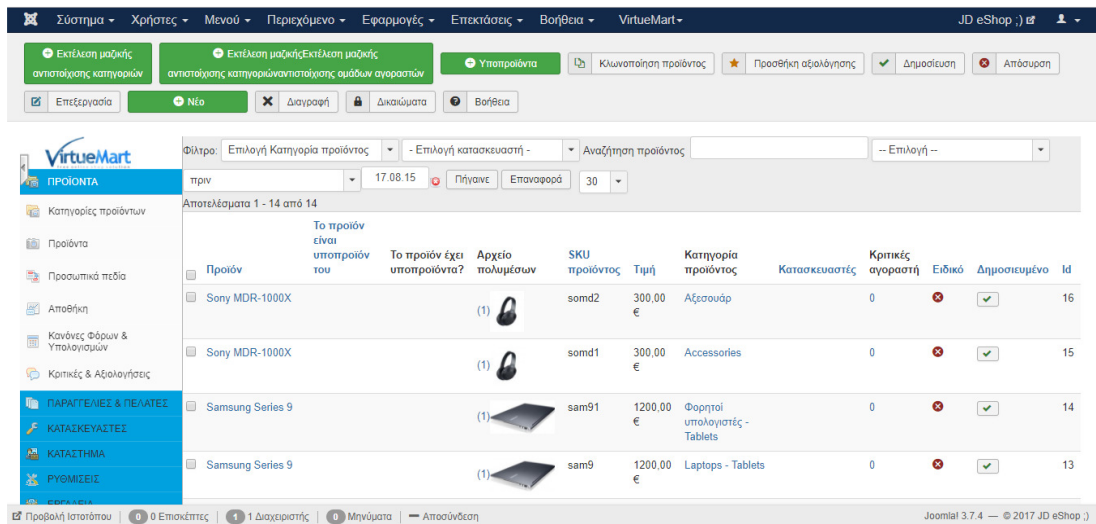 Σύστημα Χρήστες Μενού Περιεχόμενο Εφαρμογές Επεκτάσεις Βοήθεια VirtueMart JD eShop ;)
Εκτέλεση μαζικής αντιστοίχισης κατηγοριών
Εκτέλεση μαζικήςΕκτέλεση μαζικής αντιστοίχισης κατηγοριώναντιστοίχισης ομάδων αγοραστών
Υποπροϊόντα Κλωνοποίηση προϊόντος Προσθήκη αξιολόγησης Δημοσίευση Απόσυρση
Επεξεργασία Νέο Διαγραφή Δικαιώματα Βοήθεια
VirtueMart
ΠΡΟΪΟΝΤΑ
Κατηγορίες προϊόντων
Προϊόντα
Προσωπικά πεδία
Αποθήκη
Κανόνες Φόρων & Υπολογισμών
Κριτικές & Αξιολογήσεις
ΠΑΡΑΓΓΕΛΙΕΣ & ΠΕΛΑΤΕΣ
ΚΑΤΑΣΚΕΥΑΣΤΕΣ
ΚΑΤΑΣΤΗΜΑ
ΡΥΘΜΙΣΕΙΣ
ΕΡΓΑΛΕΙΑ
Φίλτρο: Επιλογή Κατηγορία προϊόντος - Επιλογή κατασκευαστή - Αναζήτηση προϊόντος -- Επιλογή --
πριν 17.08.15 Πήγαινε Επαναφορά 30
Αποτελέσματα 1 - 14 από 14
Προϊόν Το προϊόν είναι υποπροϊόν του Το προϊόν έχει υποπροϊόντα? Αρχείο πολυμέσων SKU προϊόντος Τιμή Κατηγορία προϊόντος Κατασκευαστές Κριτικές αγοραστή Ειδικό Δημοσιευμένο Id
Sony MDR-1000X (1) somd2 300,00 € Αξεσουάρ 0 16
Sony MDR-1000X (1) somd1 300,00 € Accessories 0 15
Samsung Series 9 (1) sam91 1200,00 € Φορητοί υπολογιστές - Tablets 0 14
Samsung Series 9 (1) sam9 1200,00 € Laptops - Tablets 0 13
Προβολή Ιστοτόπου 0 0 Επισκέπτες 1 1 Διαχειριστής 0 Μηνύματα Αποσύνδεση Joomla! 3.7.4 — © 2017 JD eShop ;)